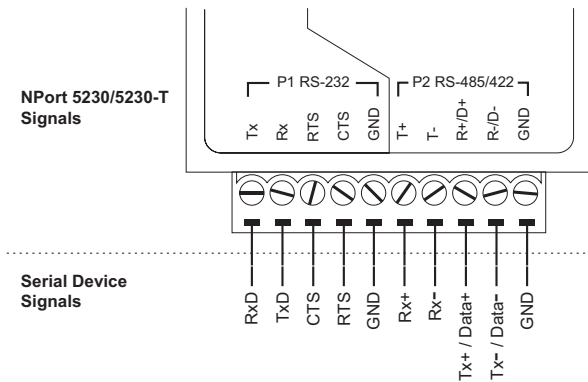 P1 RS-232
P2 RS-485/422
NPort 5230/5230-T
Signals
Tx
Rx
RTS
CTS
GND
T+
T-
R+/D+
R-/D-
GND
Serial Device
Signals
RxD
TxD
CTS
RTS
GND
Rx+
Rx-
Tx+ / Data+
Tx- / Data-
GND